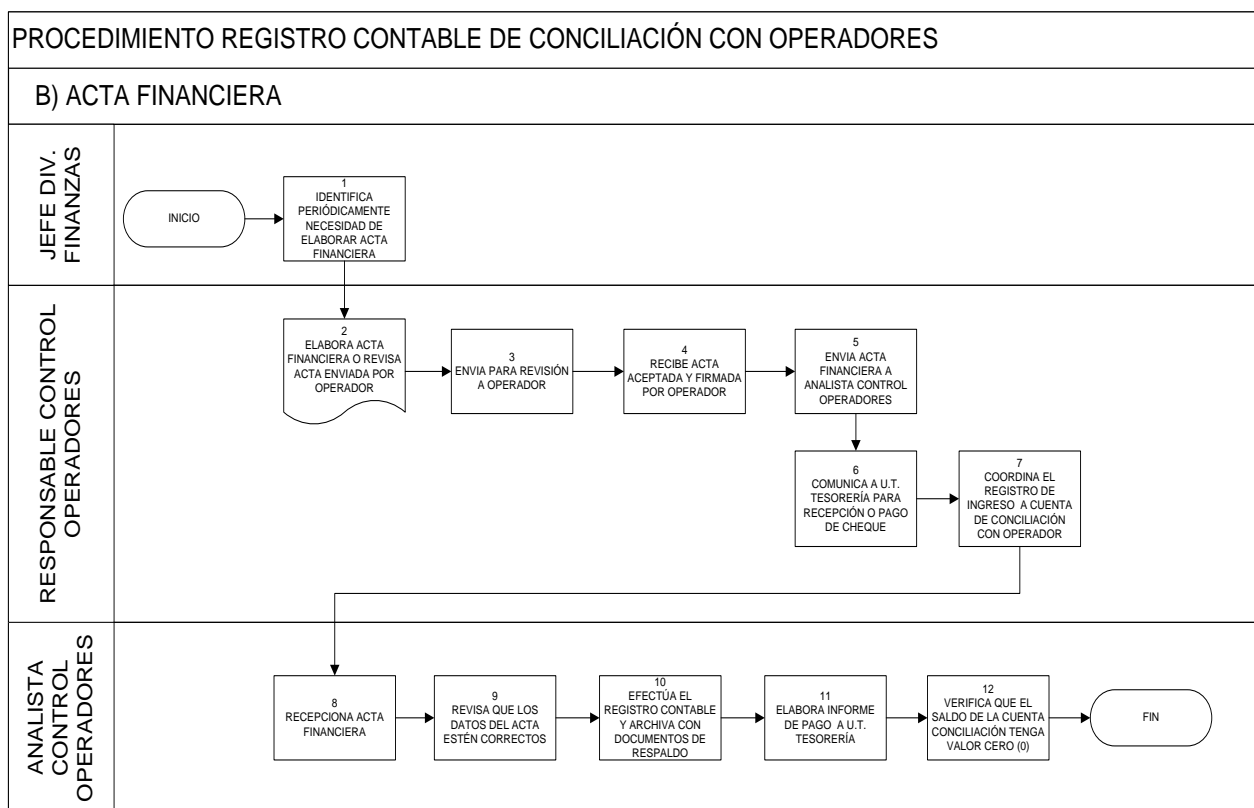 PROCEDIMIENTO REGISTRO CONTABLE DE CONCILIACIÓN CON OPERADORES
B) ACTA FINANCIERA
JEFE DIV.
FINANZAS
INICIO
1
IDENTIFICA
PERIÓDICAMENTE
NECESIDAD DE
ELABORAR ACTA
FINANCIERA
RESPONSABLE CONTROL
OPERADORES
2
ELABORA ACTA
FINANCIERA O REVISA
ACTA ENVIADA POR
OPERADOR
3
ENVIA PARA REVISIÓN
A OPERADOR
4
RECIBE ACTA
ACEPTADA Y FIRMADA
POR OPERADOR
5
ENVIA ACTA
FINANCIERA A
ANALISTA CONTROL
OPERADORES
6
COMUNICA A U.T.
TESORERÍA PARA
RECEPCIÓN O PAGO
DE CHEQUE
7
COORDINA EL
REGISTRO DE
INGRESO A CUENTA
DE CONCILIACIÓN
CON OPERADOR
ANALISTA
CONTROL
OPERADORES
8
RECEPCIONA ACTA
FINANCIERA
9
REVISA QUE LOS
DATOS DEL ACTA
ESTÉN CORRECTOS
10
EFECTÚA EL
REGISTRO CONTABLE
Y ARCHIVA CON
DOCUMENTOS DE
RESPALDO
11
ELABORA INFORME
DE PAGO A U.T.
TESORERÍA
12
VERIFICA QUE EL
SALDO DE LA CUENTA
CONCILIACIÓN TENGA
VALOR CERO (0)
FIN